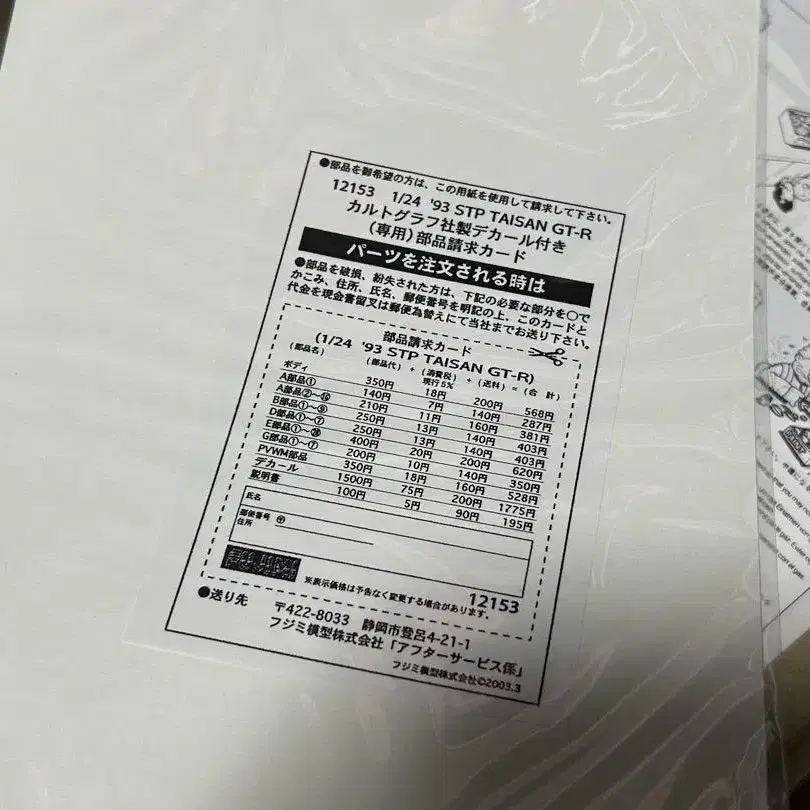 ●部品を御希望の方は、この用紙を使用して請求して下さい。
12153 1/24 '93 STP TAISAN GT-R
カルトグラフ社製デカール付き
(専用)部品請求カード
パーツを注文される時は
●部品を破損、紛失された方は、下記の必要な部分を○で
かこみ、住所、氏名、郵便番号を明記の上、このカードと
代金を現金書留又は郵便為替えにて当社までお送り下さい。
部品請求カード
(1/24 '93 STP TAISAN GT-R)
(部品名) (部品代) + (消費税) + (送料) = (合 計)
現行5%
ボディ 350円 18円 200円 568円
A部品① 140円 7円 140円 287円
A部品②~⑯ 210円 11円 160円 381円
B部品①~⑨ 250円 13円 140円 403円
D部品①~⑦ 250円 13円 140円 403円
E部品①~⑳ 400円 20円 200円 620円
G部品①~⑦ 200円 10円 140円 350円
PVWM部品 350円 18円 160円 528円
デカール 1500円 75円 200円 1775円
説明書 100円 5円 90円 195円
氏名
郵便番号 〒
住所
12153
※表示価格は予告なく変更する場合があります。
●送り先 〒422-8033 静岡市登呂4-21-1
フジミ模型株式会社「アフターサービス係」
フジミ模型株式会社©2003.3